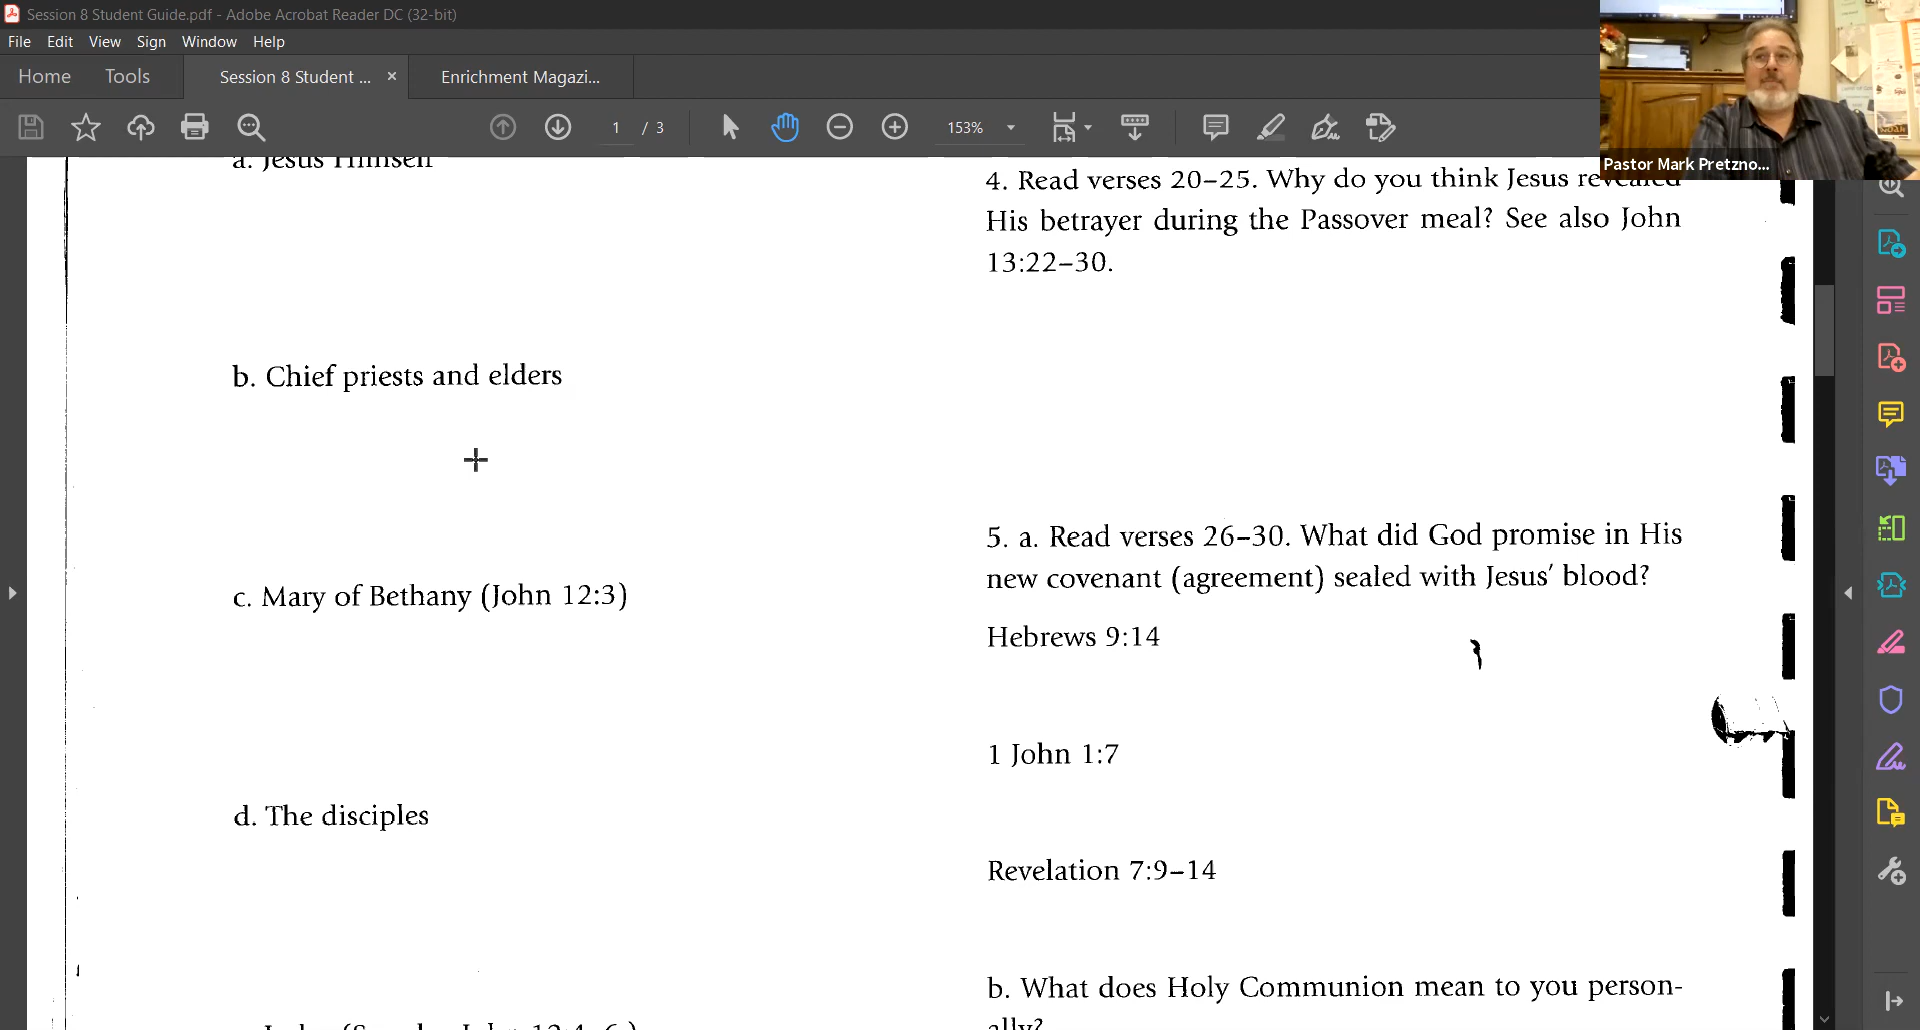 Session 8 Student Guide.pdf - Adobe Acrobat Reader DC (32-bit)
File Edit View Sign Window Help
Home Tools Session 8 Student ... × Enrichment Magazi...
1 / 3 153%
Pastor Mark Pretzno...
a. Jesus Himself
b. Chief priests and elders
c. Mary of Bethany (John 12:3)
d. The disciples
4. Read verses 20–25. Why do you think Jesus revealed
His betrayer during the Passover meal? See also John
13:22–30.
5. a. Read verses 26–30. What did God promise in His
new covenant (agreement) sealed with Jesus' blood?
Hebrews 9:14
1 John 1:7
Revelation 7:9–14
b. What does Holy Communion mean to you person-
ally?